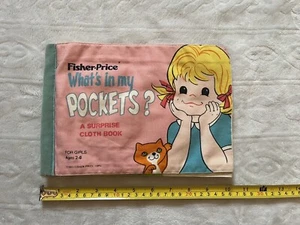 Fisher-Price
What's in my
POCKETS?
A SURPRISE
CLOTH BOOK
FOR GIRLS
Ages 2-6